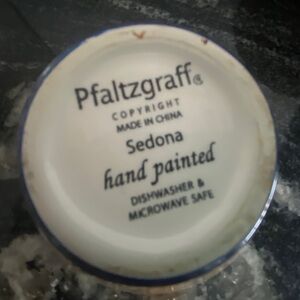 Pfaltzgraff®
COPYRIGHT
MADE IN CHINA
Sedona
hand painted
DISHWASHER &
MICROWAVE SAFE